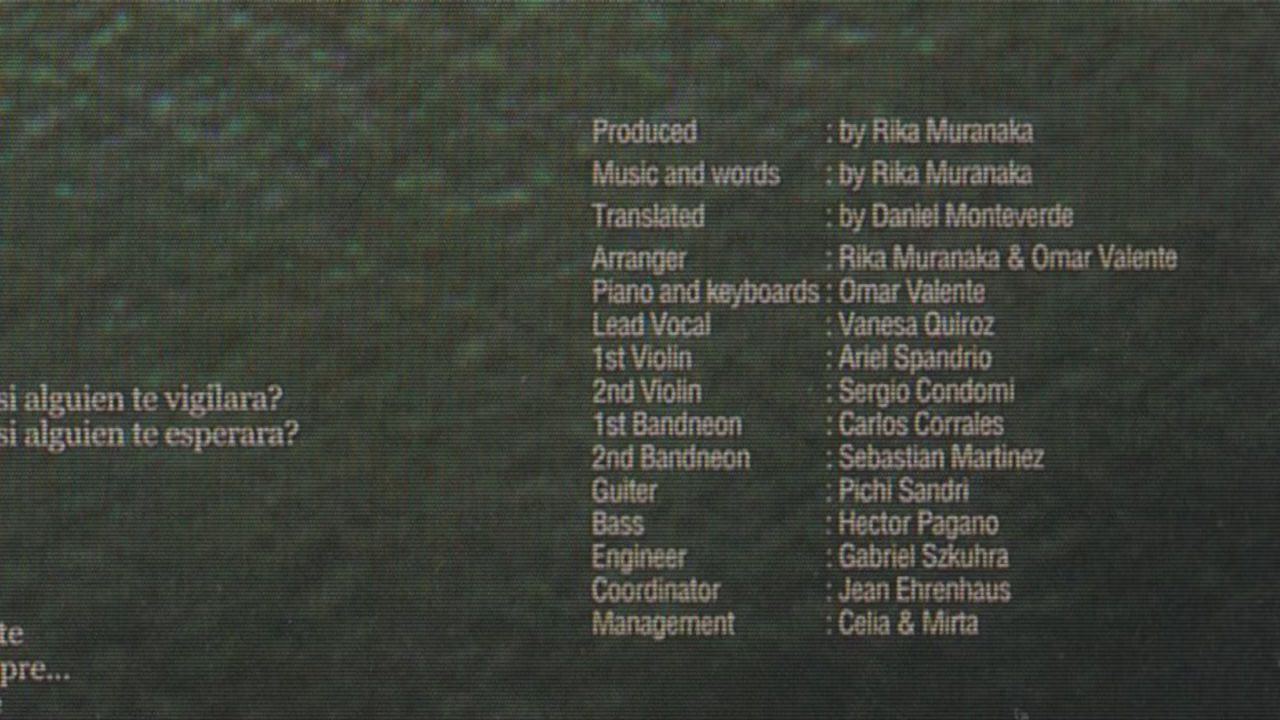 Produced : by Rika Muranaka
Music and words : by Rika Muranaka
Translated : by Daniel Monteverde
Arranger : Rika Muranaka & Omar Valente
Piano and keyboards : Omar Valente
Lead Vocal : Vanesa Quiroz
1st Violin : Ariel Spandrio
2nd Violin : Sergio Condomi
1st Bandneon : Carlos Corrales
2nd Bandneon : Sebastian Martinez
Guiter : Pichi Sandri
Bass : Hector Pagano
Engineer : Gabriel Szkuhra
Coordinator : Jean Ehrenhaus
Management : Celia & Mirta
si alguien te vigilara?
si alguien te esperara?
te
pre...